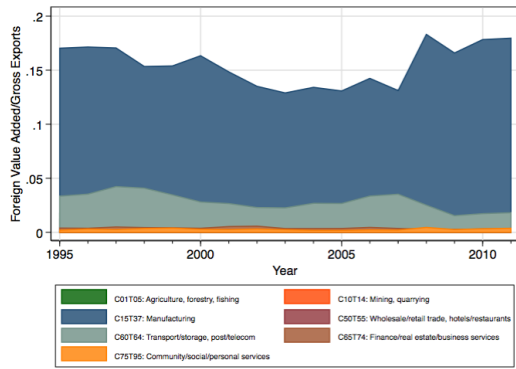 .2
.15
.1
.05
0
Foreign Value Added/Gross Exports
1995
2000
2005
2010
Year
C01T05: Agriculture, forestry, fishing
C10T14: Mining, quarrying
C15T37: Manufacturing
C50T55: Wholesale/retail trade, hotels/restaurants
C60T64: Transport/storage, post/telecom
C65T74: Finance/real estate/business services
C75T95: Community/social/personal services